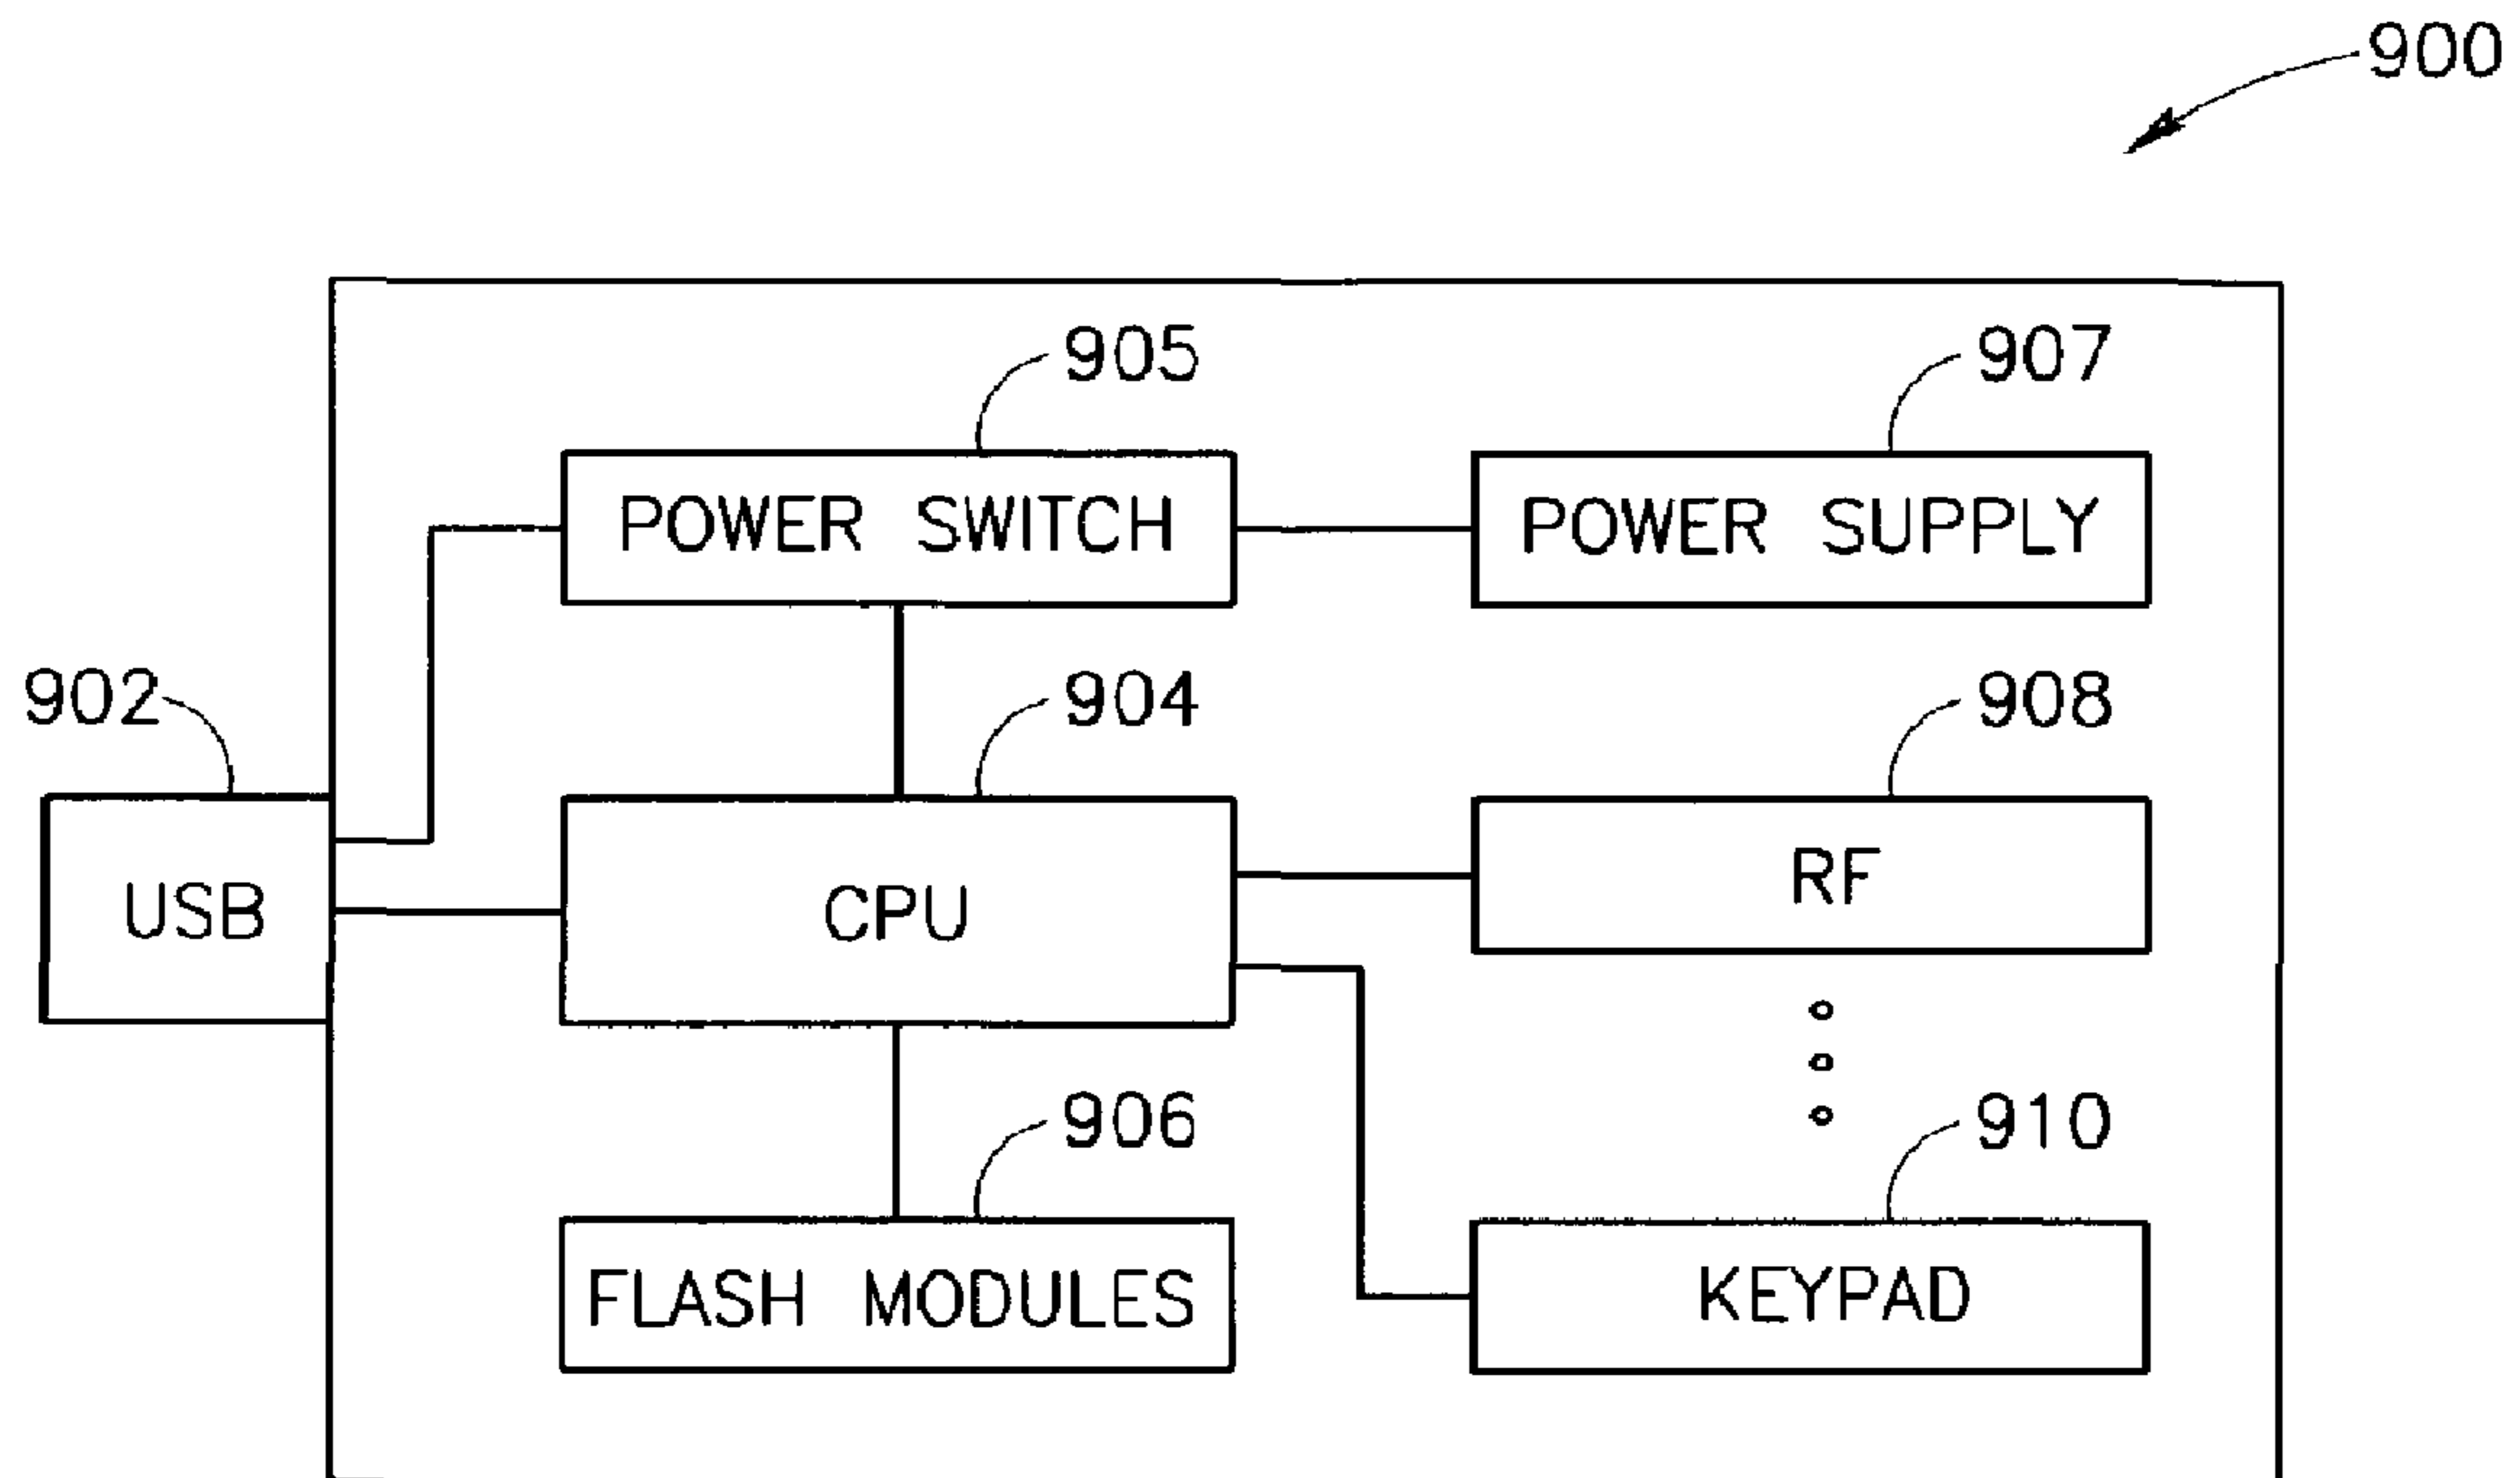 900
905
907
POWER SWITCH
POWER SUPPLY
902
904
908
USB
CPU
RF
906
910
FLASH MODULES
KEYPAD